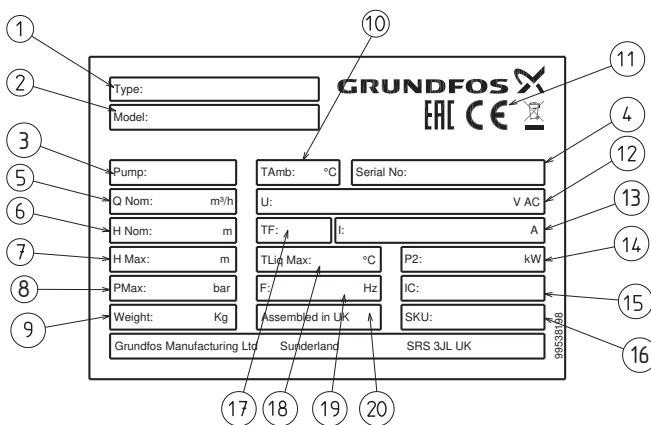 10
1
11
GRUNDFOS
Type:
2
Model:
EAC CE
3
4
Pump:
TAmb: °C
Serial No:
12
5
Q Nom: m³/h
U: V AC
6
H Nom: m
TF:
I: A
13
7
H Max: m
TLiq Max: °C
P2: kW
14
8
PMax: bar
F: Hz
IC:
15
9
Weight: Kg
Assembled in UK
SKU:
16
Grundfos Manufacturing Ltd Sunderland SRS 3JL UK
99538198
17 18 19 20